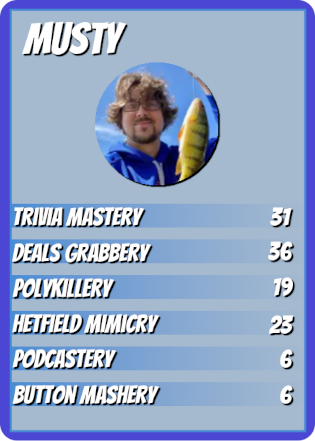 MUSTY
TRIVIA MASTERY 31
DEALS GRABBERY 36
POLYKILLERY 19
HETFIELD MIMICRY 23
PODCASTERY 6
BUTTON MASHERY 6